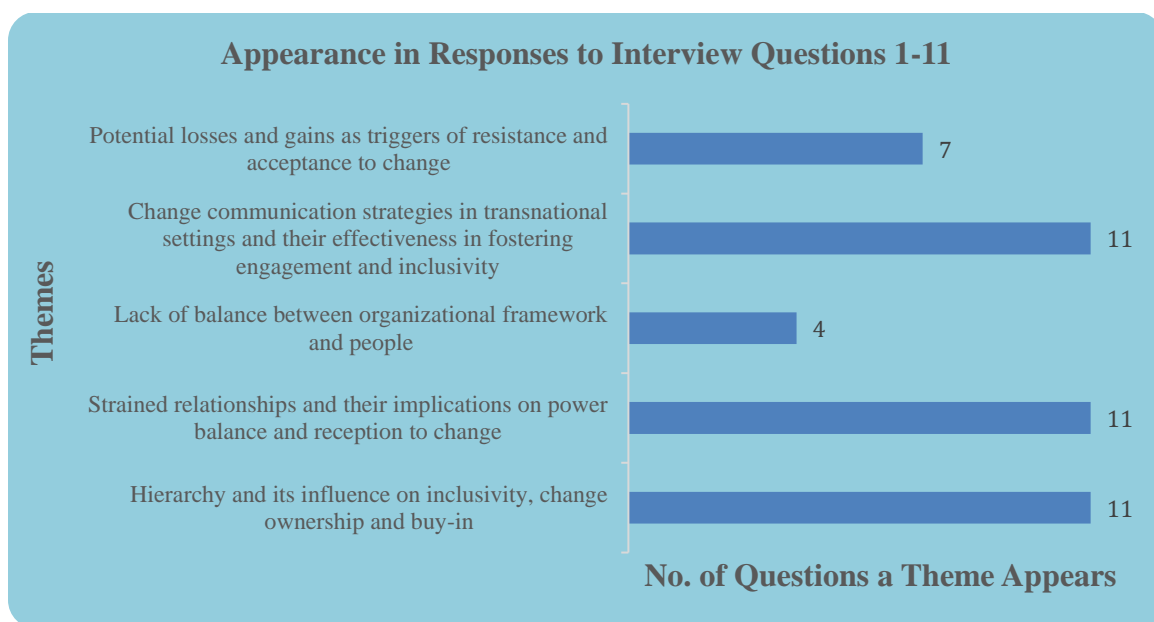 Appearance in Responses to Interview Questions 1-11
Potential losses and gains as triggers of resistance and
acceptance to change
7
Change communication strategies in transnational
settings and their effectiveness in fostering
engagement and inclusivity
11
Lack of balance between organizational framework
and people
4
Strained relationships and their implications on power
balance and reception to change
11
Hierarchy and its influence on inclusivity, change
ownership and buy-in
11
Themes
No. of Questions a Theme Appears